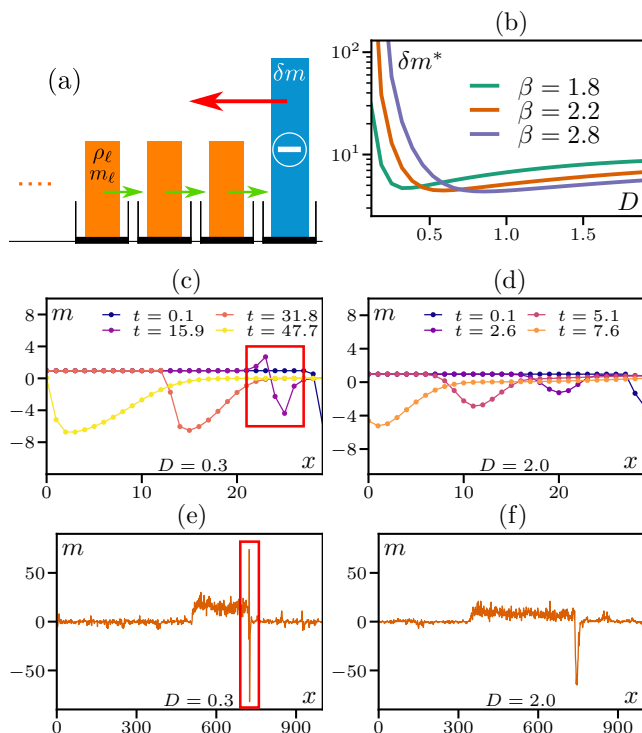 (a)
δm
ρℓ
mℓ
(b)
10²
10¹
δm*
β = 1.8
β = 2.2
β = 2.8
0.5 1.0 1.5
D
(c)
m
t = 0.1 t = 31.8
t = 15.9 t = 47.7
8
4
0
−4
−8
D = 0.3
x
0 10 20
(d)
m
t = 0.1 t = 5.1
t = 2.6 t = 7.6
8
4
0
−4
−8
D = 2.0
x
0 10 20
(e)
m
50
0
−50
D = 0.3
x
0 300 600 900
(f)
m
50
0
−50
D = 2.0
x
0 300 600 900